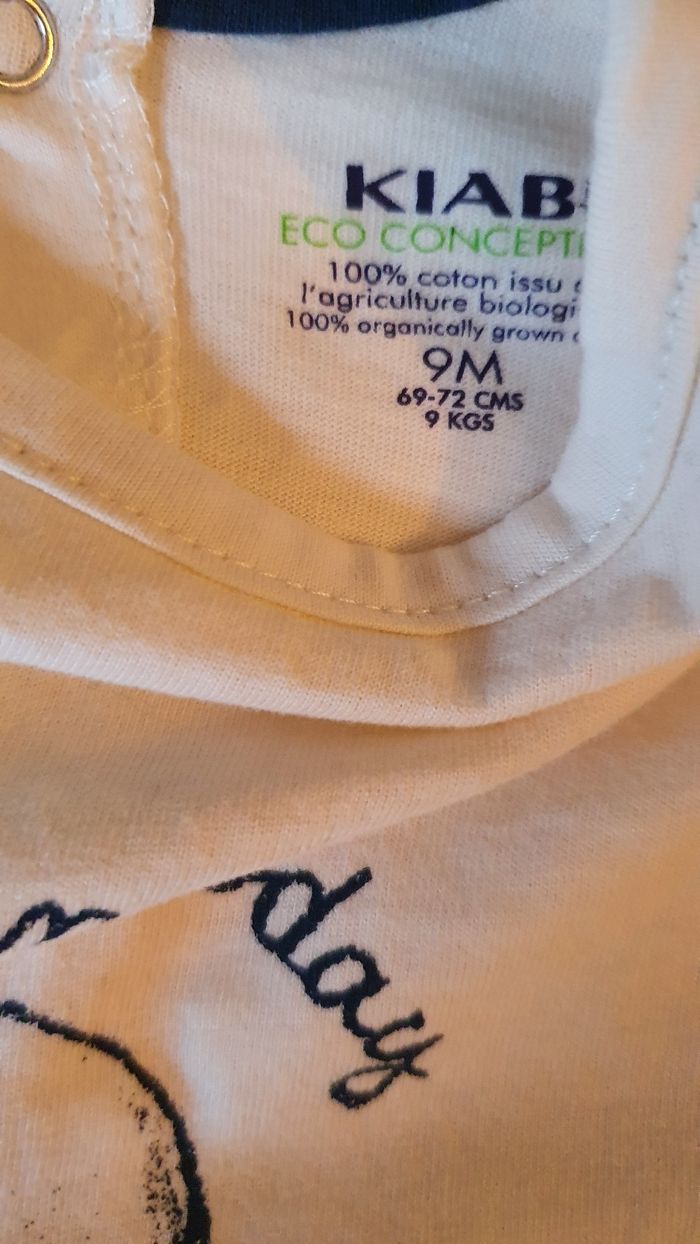 KIAB
ECO CONCEPT
100% coton issu
l'agriculture biologi
100% organically grown
9M
69-72 CMS
9 KGS
day